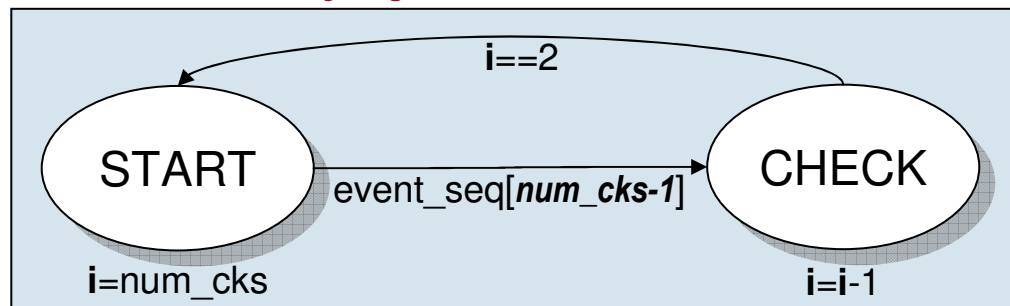 i==2
START
CHECK
event_seq[num_cks-1]
i=num_cks
i=i-1